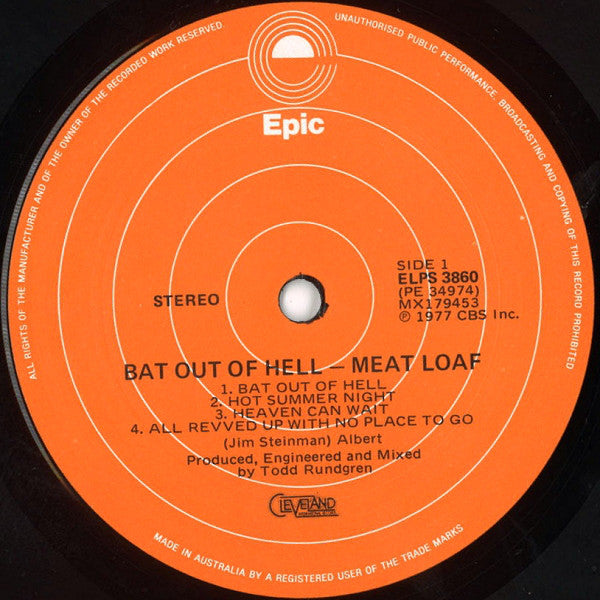 ALL RIGHTS OF THE MANUFACTURER AND OF THE OWNER OF THE RECORDED WORK RESERVED.
UNAUTHORISED PUBLIC PERFORMANCE, BROADCASTING AND COPYING OF THIS RECORD PROHIBITED
Epic
STEREO
SIDE 1
ELPS 3860
(PE 34974)
MX179453
℗ 1977 CBS Inc.
BAT OUT OF HELL – MEAT LOAF
1. BAT OUT OF HELL
2. HOT SUMMER NIGHT
3. HEAVEN CAN WAIT
4. ALL REVVED UP WITH NO PLACE TO GO
(Jim Steinman) Albert
Produced, Engineered and Mixed
by Todd Rundgren
CLEVELAND
MADE IN AUSTRALIA BY A REGISTERED USER OF THE TRADE MARKS